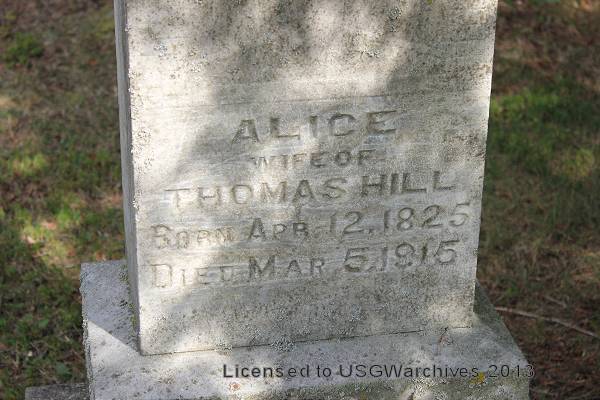 ALICE
WIFE OF
THOMAS HILL
BORN APR. 12, 1825
DIED MAR 5, 1915
Licensed to USGWarchives 2013